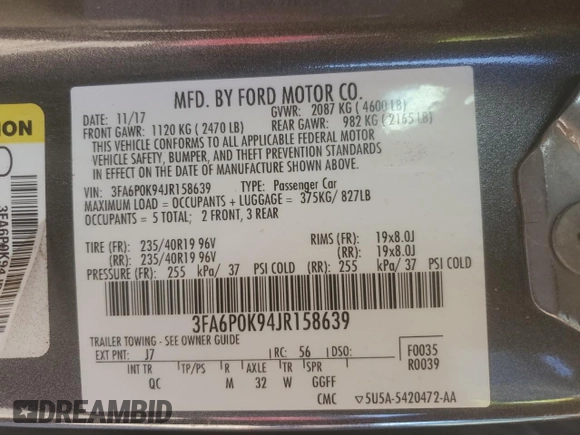 MFD. BY FORD MOTOR CO.
DATE: 11/17 GVWR: 2087 KG ( 4600 LB)
FRONT GAWR: 1120 KG ( 2470 LB) REAR GAWR: 982 KG ( 2165 LB)
THIS VEHICLE CONFORMS TO ALL APPLICABLE FEDERAL MOTOR
VEHICLE SAFETY, BUMPER, AND THEFT PREVENTION STANDARDS
IN EFFECT ON THE DATE OF MANUFACTURE SHOWN ABOVE.
VIN: 3FA6P0K94JR158639 TYPE: Passenger Car
MAXIMUM LOAD = OCCUPANTS + LUGGAGE = 375KG/ 827LB
OCCUPANTS = 5 TOTAL; 2 FRONT, 3 REAR
TIRE (FR): 235/40R19 96V RIMS (FR): 19x8.0J
(RR): 235/40R19 96V (RR): 19x8.0J
PRESSURE (FR): 255 kPa/ 37 PSI COLD (RR): 255 kPa/ 37 PSI COLD
3FA6P0K94JR158639
TRAILER TOWING - SEE OWNER GUIDE
EXT PNT: J7 RC: 56 DSO: F0035
R0039
INT TR TP/PS R AXLE TR SPR
QC M 32 W GGFF
CMC ▽5U5A-5420472-AA
DREAMBID